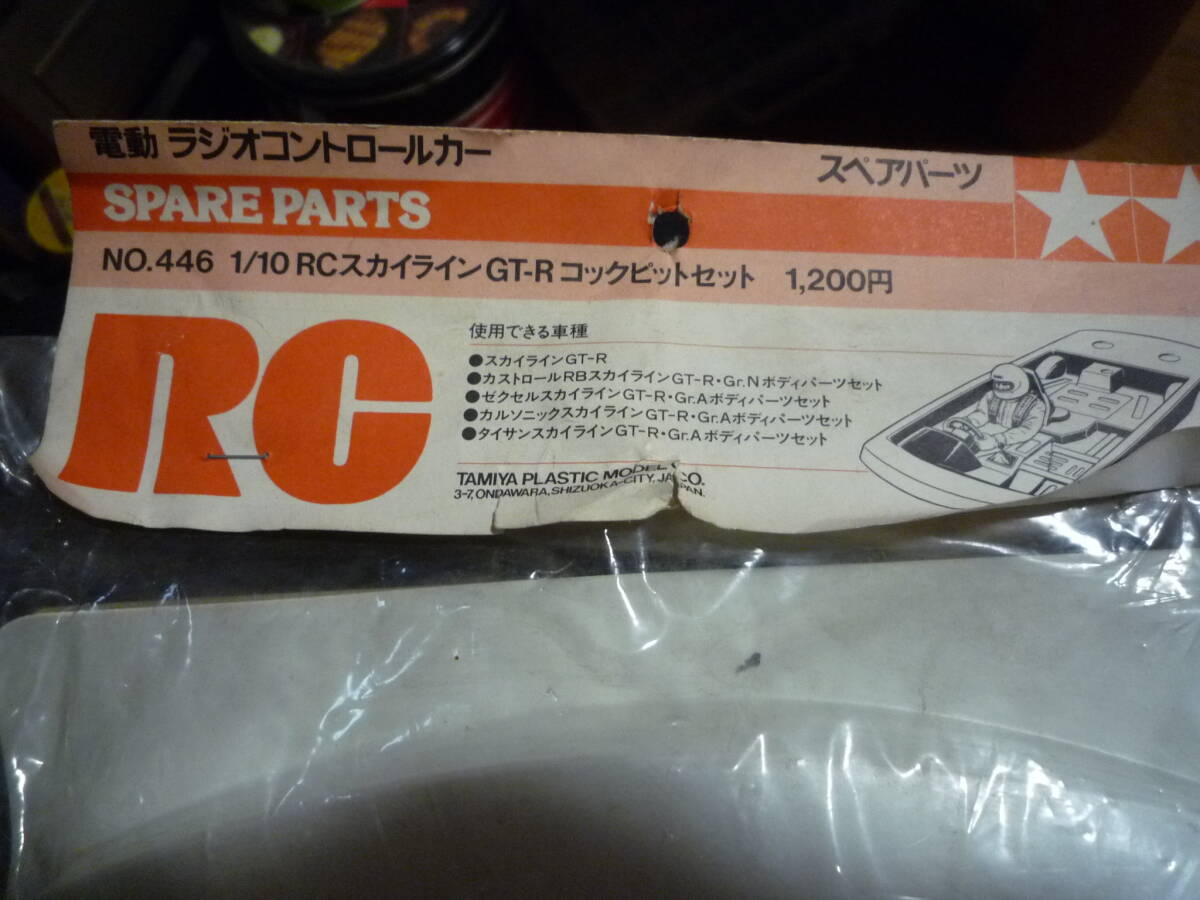 電動 ラジオコントロールカー スペアパーツ
SPARE PARTS
NO.446 1/10 RCスカイラインGT-R コックピットセット 1,200円
RC
使用できる車種
●スカイラインGT-R
●カストロールRBスカイラインGT-R・Gr.Nボディパーツセット
●ゼクセルスカイラインGT-R・Gr.Aボディパーツセット
●カルソニックスカイラインGT-R・Gr.Aボディパーツセット
●タイサンスカイラインGT-R・Gr.Aボディパーツセット
TAMIYA PLASTIC MODEL CO.
3-7, ONDAWARA, SHIZUOKA-CITY, JAPAN.